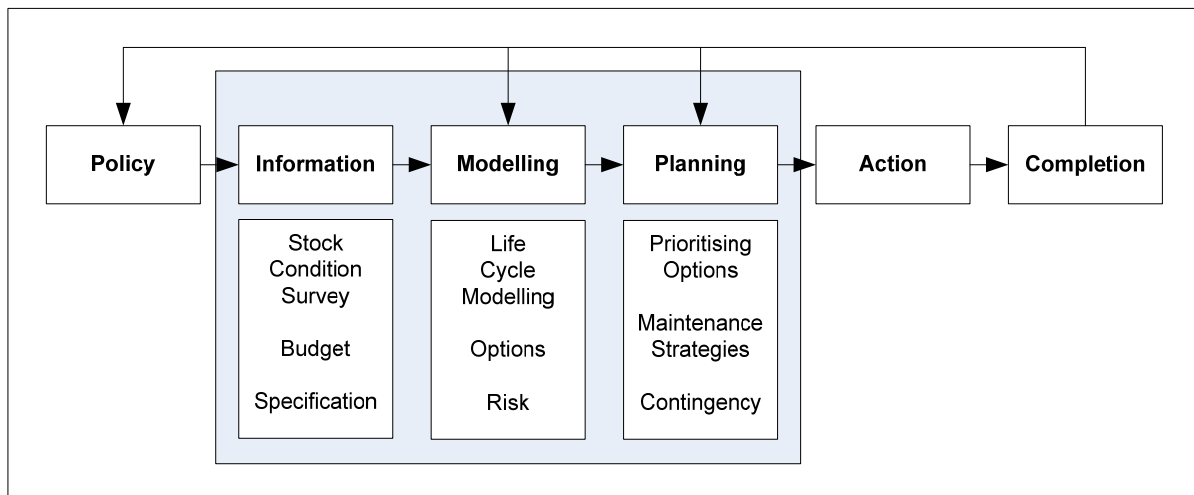 Policy
Information
Modelling
Planning
Action
Completion
Stock
Condition
Survey
Budget
Specification
Life
Cycle
Modelling
Options
Risk
Prioritising
Options
Maintenance
Strategies
Contingency